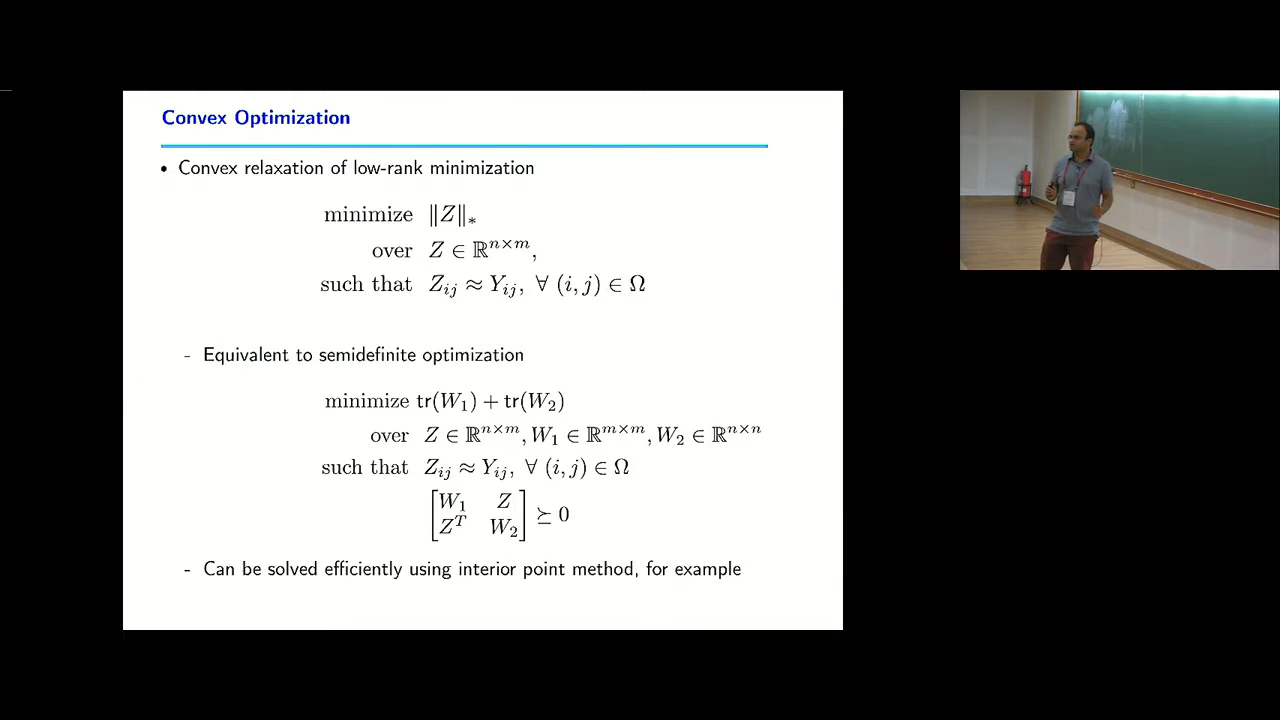 Convex Optimization
• Convex relaxation of low-rank minimization
minimize ‖Z‖∗
over Z ∈ ℝ^{n×m},
such that Z_{ij} ≈ Y_{ij}, ∀ (i, j) ∈ Ω
- Equivalent to semidefinite optimization
minimize tr(W_1) + tr(W_2)
over Z ∈ ℝ^{n×m}, W_1 ∈ ℝ^{m×m}, W_2 ∈ ℝ^{n×n}
such that Z_{ij} ≈ Y_{ij}, ∀ (i, j) ∈ Ω
[W_1 Z
Z^T W_2] ⪰ 0
- Can be solved efficiently using interior point method, for example